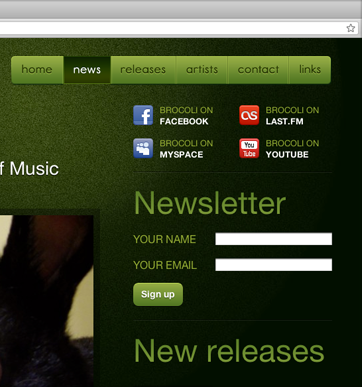 home news releases artists contact links
BROCOLI ON FACEBOOK
BROCOLI ON LAST.FM
BROCOLI ON MYSPACE
You Tube
BROCOLI ON YOUTUBE
f Music
Newsletter
YOUR NAME
YOUR EMAIL
Sign up
New releases